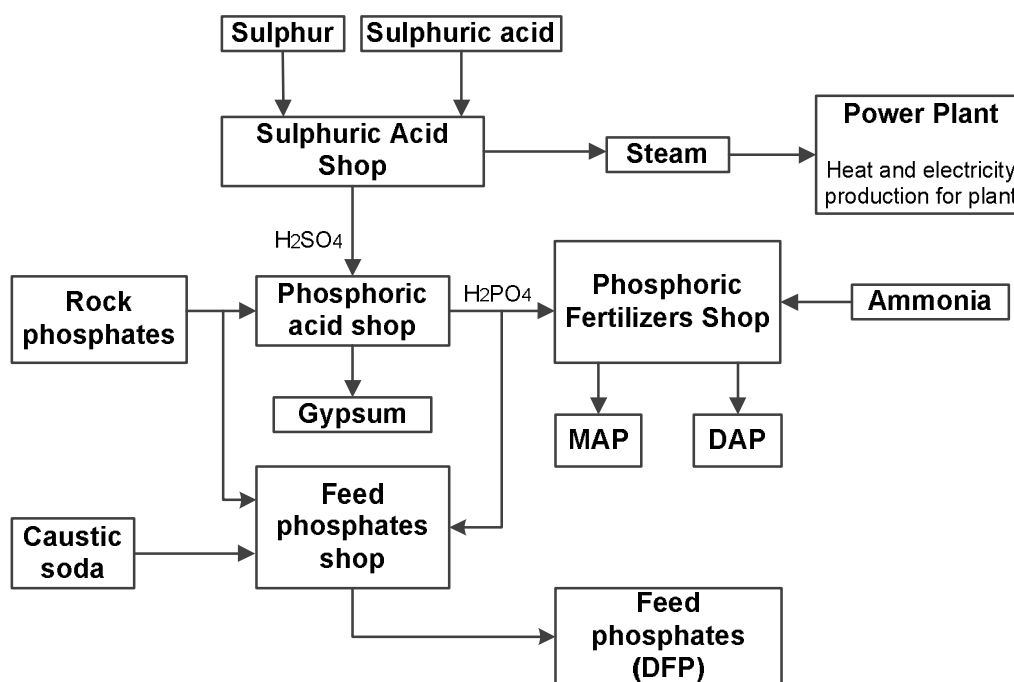 Sulphur
Sulphuric acid
Sulphuric Acid
Shop
Steam
Power Plant
Heat and electricity
production for plant
H2SO4
Rock
phosphates
Phosphoric
acid shop
H2PO4
Phosphoric
Fertilizers Shop
Ammonia
Gypsum
MAP
DAP
Caustic
soda
Feed
phosphates
shop
Feed
phosphates
(DFP)